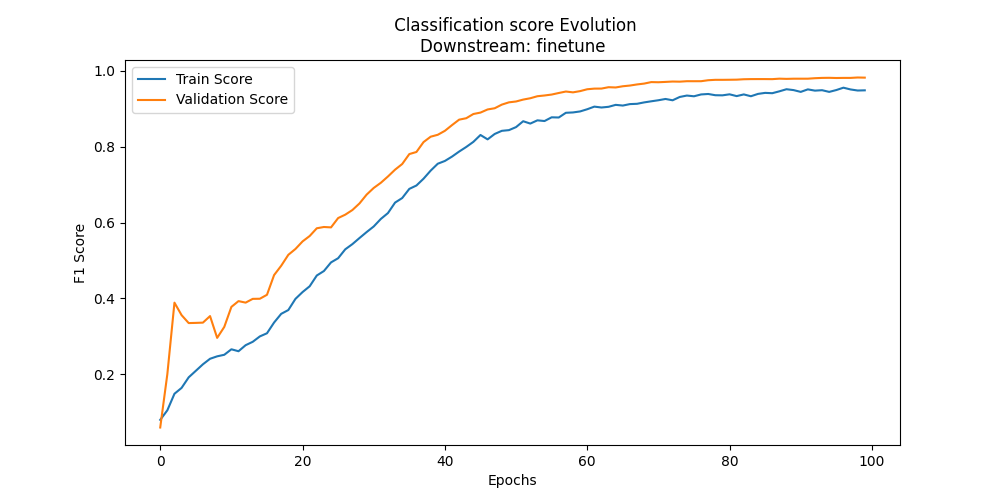 Classification score Evolution
Downstream: finetune
Train Score
Validation Score
F1 Score
1.0
0.8
0.6
0.4
0.2
0
20
40
60
80
100
Epochs